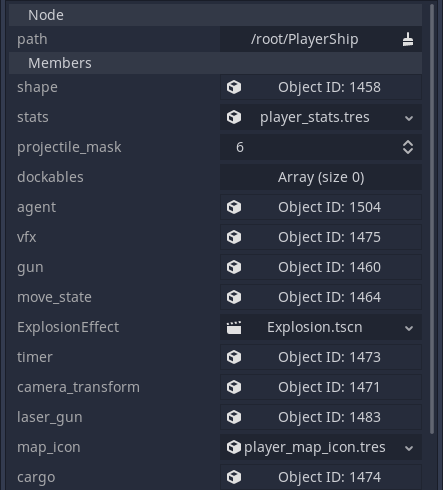 Node
path /root/PlayerShip
Members
shape Object ID: 1458
stats player_stats.tres
projectile_mask 6
dockables Array (size 0)
agent Object ID: 1504
vfx Object ID: 1475
gun Object ID: 1460
move_state Object ID: 1464
ExplosionEffect Explosion.tscn
timer Object ID: 1473
camera_transform Object ID: 1471
laser_gun Object ID: 1483
map_icon player_map_icon.tres
cargo Object ID: 1474